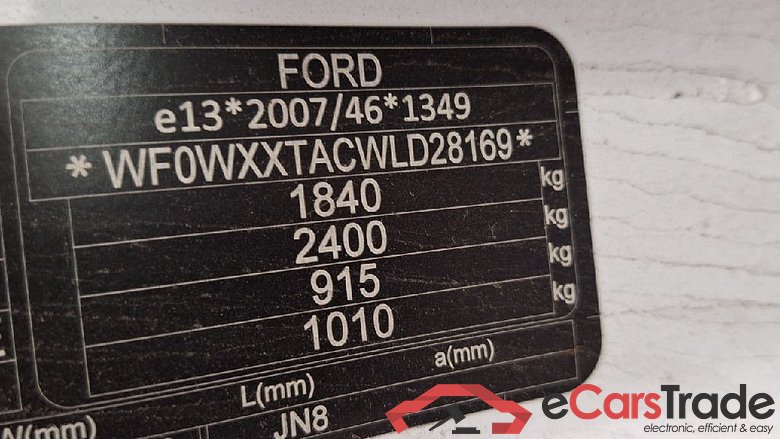 FORD
e13*2007/46*1349
*WF0WXXTACWLD28169*
1840 kg
2400 kg
915 kg
1010 kg
L(mm) a(mm)
JN8
eCarsTrade
electronic, efficient & easy